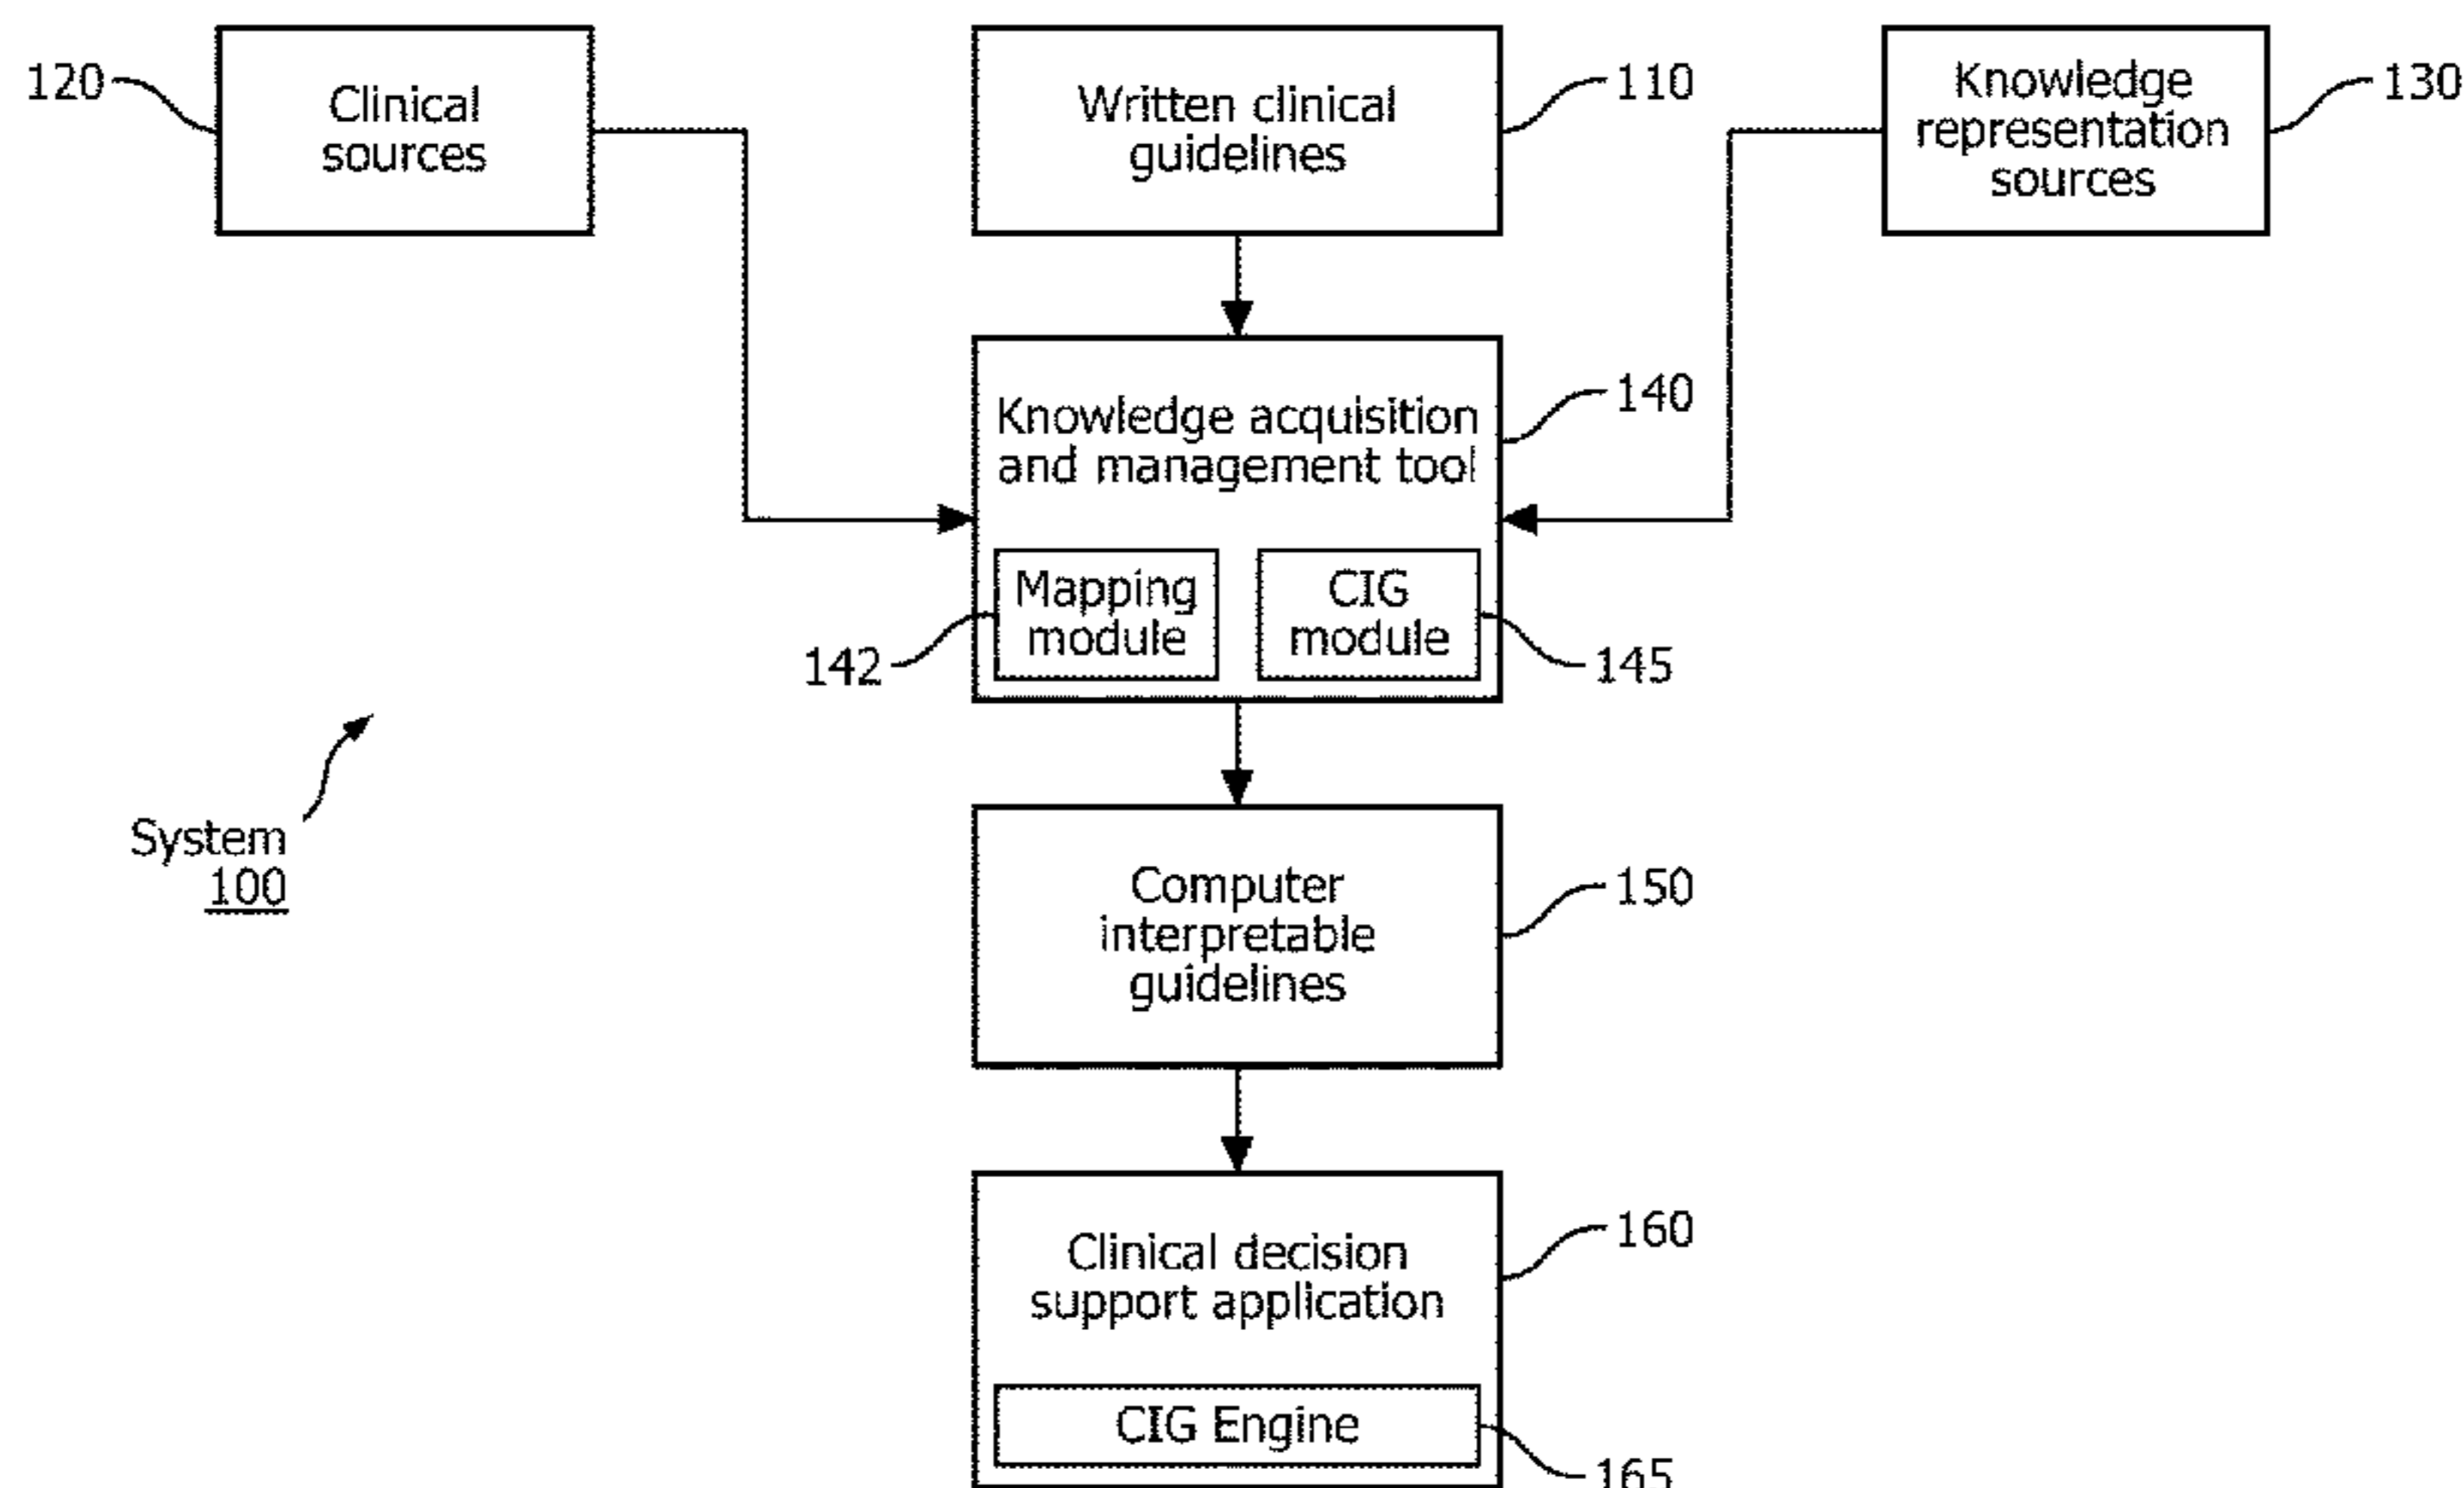 120
Clinical
sources
Written clinical
guidelines
110
Knowledge
representation
sources
130
Knowledge acquisition
and management tool
140
Mapping
module
142
CIG
module
145
System
100
Computer
interpretable
guidelines
150
Clinical decision
support application
160
CIG Engine
165